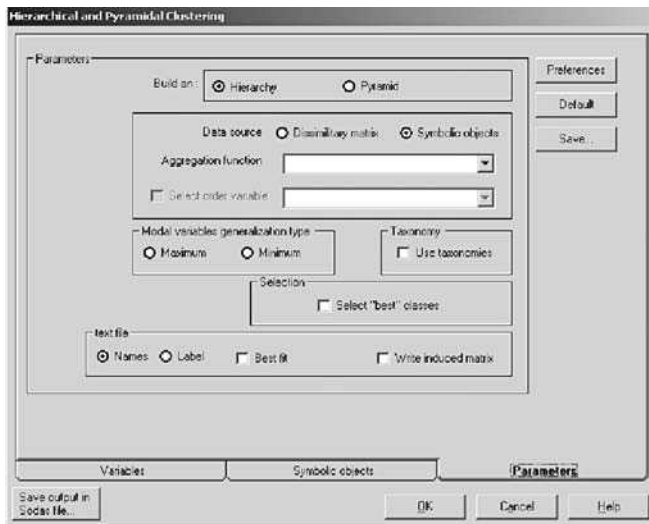 Hierarchical and Pyramidal Clustering
Parameters
Build an : Hierarchy Pyramid
Data source Dissimilitary matrix Symbolic objects
Aggregation function
Select order variable
Modal variables generalization type
Maximum Minimum
Taxonomy
Use taxonomies
Selection
Select "best" classes
text file
Names Label Best fit Write induced matrix
Preferences
Default
Save...
Variables Symbolic objects Parameters
Save output in
Sodas file...
OK Cancel Help